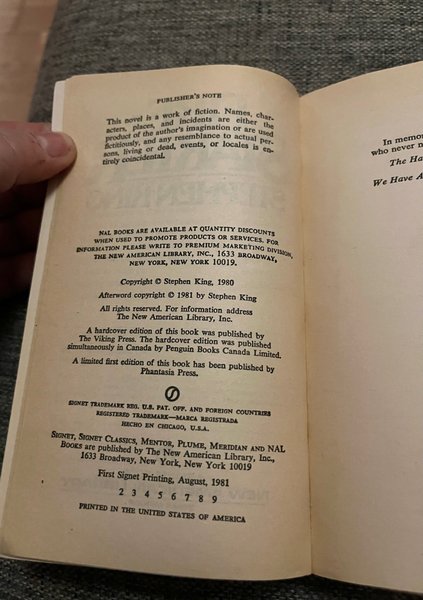 PUBLISHER'S NOTE
This novel is a work of fiction. Names, char-
acters, places, and incidents are either the
product of the author's imagination or are used
fictitiously, and any resemblance to actual per-
sons, living or dead, events, or locales is en-
tirely coincidental.
NAL BOOKS ARE AVAILABLE AT QUANTITY DISCOUNTS
WHEN USED TO PROMOTE PRODUCTS OR SERVICES. FOR
INFORMATION PLEASE WRITE TO PREMIUM MARKETING DIVISION,
THE NEW AMERICAN LIBRARY, INC., 1633 BROADWAY,
NEW YORK, NEW YORK 10019.
Copyright © Stephen King, 1980
Afterword copyright © 1981 by Stephen King
All rights reserved. For information address
The New American Library, Inc.
A hardcover edition of this book was published by
The Viking Press. The hardcover edition was published
simultaneously in Canada by Penguin Books Canada Limited.
A limited first edition of this book has been published by
Phantasia Press.
SIGNET TRADEMARK REG. U.S. PAT. OFF. AND FOREIGN COUNTRIES
REGISTERED TRADEMARK—MARCA REGISTRADA
HECHO EN CHICAGO, U.S.A.
SIGNET, SIGNET CLASSICS, MENTOR, PLUME, MERIDIAN AND NAL
BOOKS are published by The New American Library, Inc.,
1633 Broadway, New York, New York 10019
First Signet Printing, August, 1981
2 3 4 5 6 7 8 9
PRINTED IN THE UNITED STATES OF AMERICA
In memo
who never
The Ha
We Have A